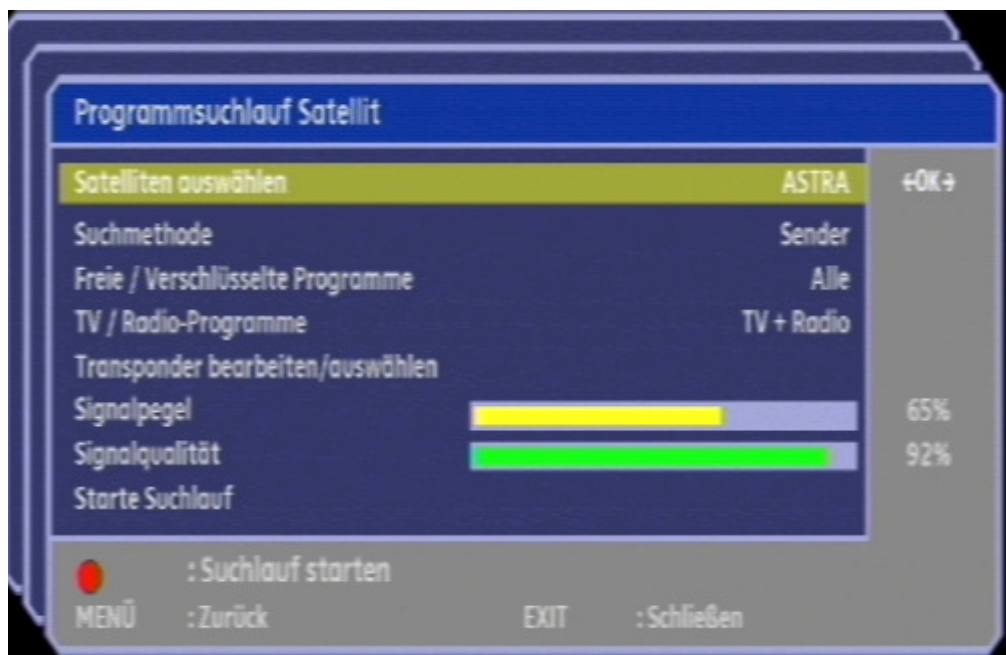 Programmsuchlauf Satellit
Satelliten auswählen ASTRA ←OK→
Suchmethode Sender
Freie / Verschlüsselte Programme Alle
TV / Radio-Programme TV + Radio
Transponder bearbeiten/auswählen
Signalpegel 65%
Signalqualität 92%
Starte Suchlauf
: Suchlauf starten
MENÜ : Zurück EXIT : Schließen